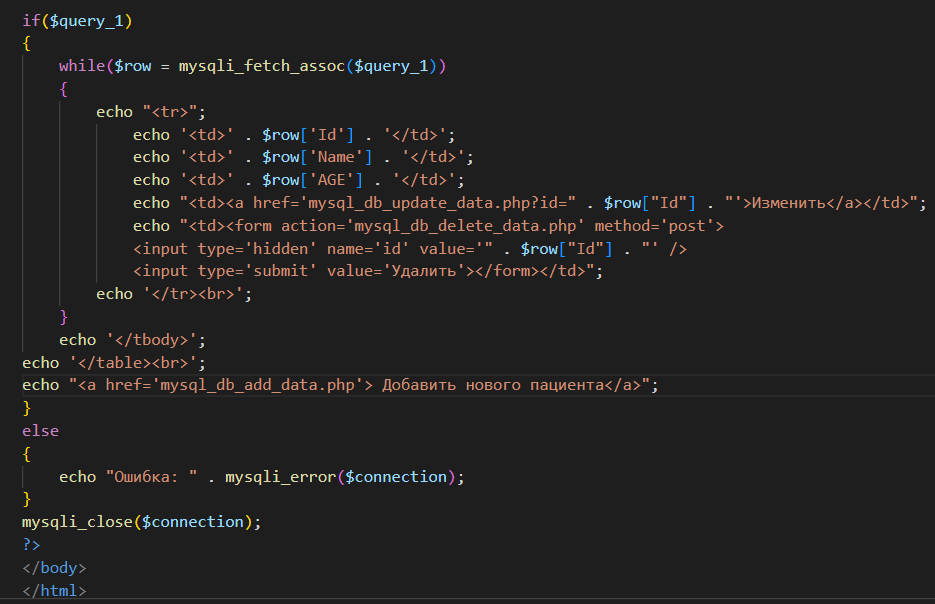 if($query_1)
{
    while($row = mysqli_fetch_assoc($query_1))
    {
        echo "<tr>";
            echo '<td>' . $row['Id'] . '</td>';
            echo '<td>' . $row['Name'] . '</td>';
            echo '<td>' . $row['AGE'] . '</td>';
            echo "<td><a href='mysql_db_update_data.php?id=" . $row["Id"] . "'>Изменить</a></td>";
            echo "<td><form action='mysql_db_delete_data.php' method='post'>
            <input type='hidden' name='id' value='" . $row["Id"] . "' />
            <input type='submit' value='Удалить'></form></td>";
        echo '</tr><br>';
    }
    echo '</tbody>';
echo '</table><br>';
echo "<a href='mysql_db_add_data.php'> Добавить нового пациента</a>";
}
else
{
    echo "Ошибка: " . mysqli_error($connection);
}
mysqli_close($connection);
?>
</body>
</html>